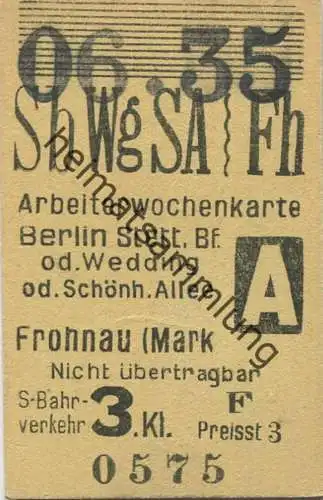 06.35
Sb Wg SA Fh
Arbeiterwochenkarte
Berlin Stett. Bf.
od. Wedding
od. Schönh. Allee
A
Frohnau (Mark
Nicht übertragbar
S-Bahn-
verkehr 3. Kl. F
Preisst 3
0575
heimatsammlung.de